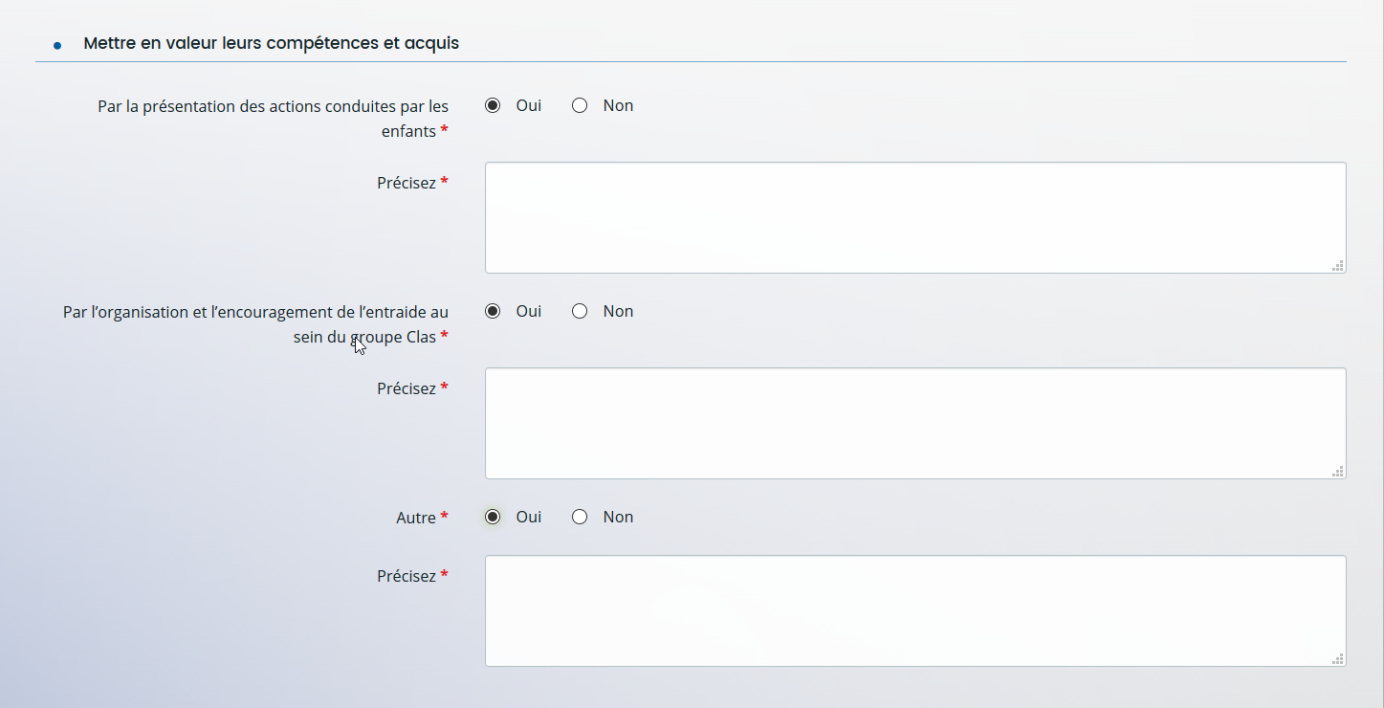 Mettre en valeur leurs compétences et acquis
Par la présentation des actions conduites par les
enfants *
Oui Non
Précisez *
Par l’organisation et l’encouragement de l’entraide au
sein du groupe Clas *
Oui Non
Précisez *
Autre *
Oui Non
Précisez *